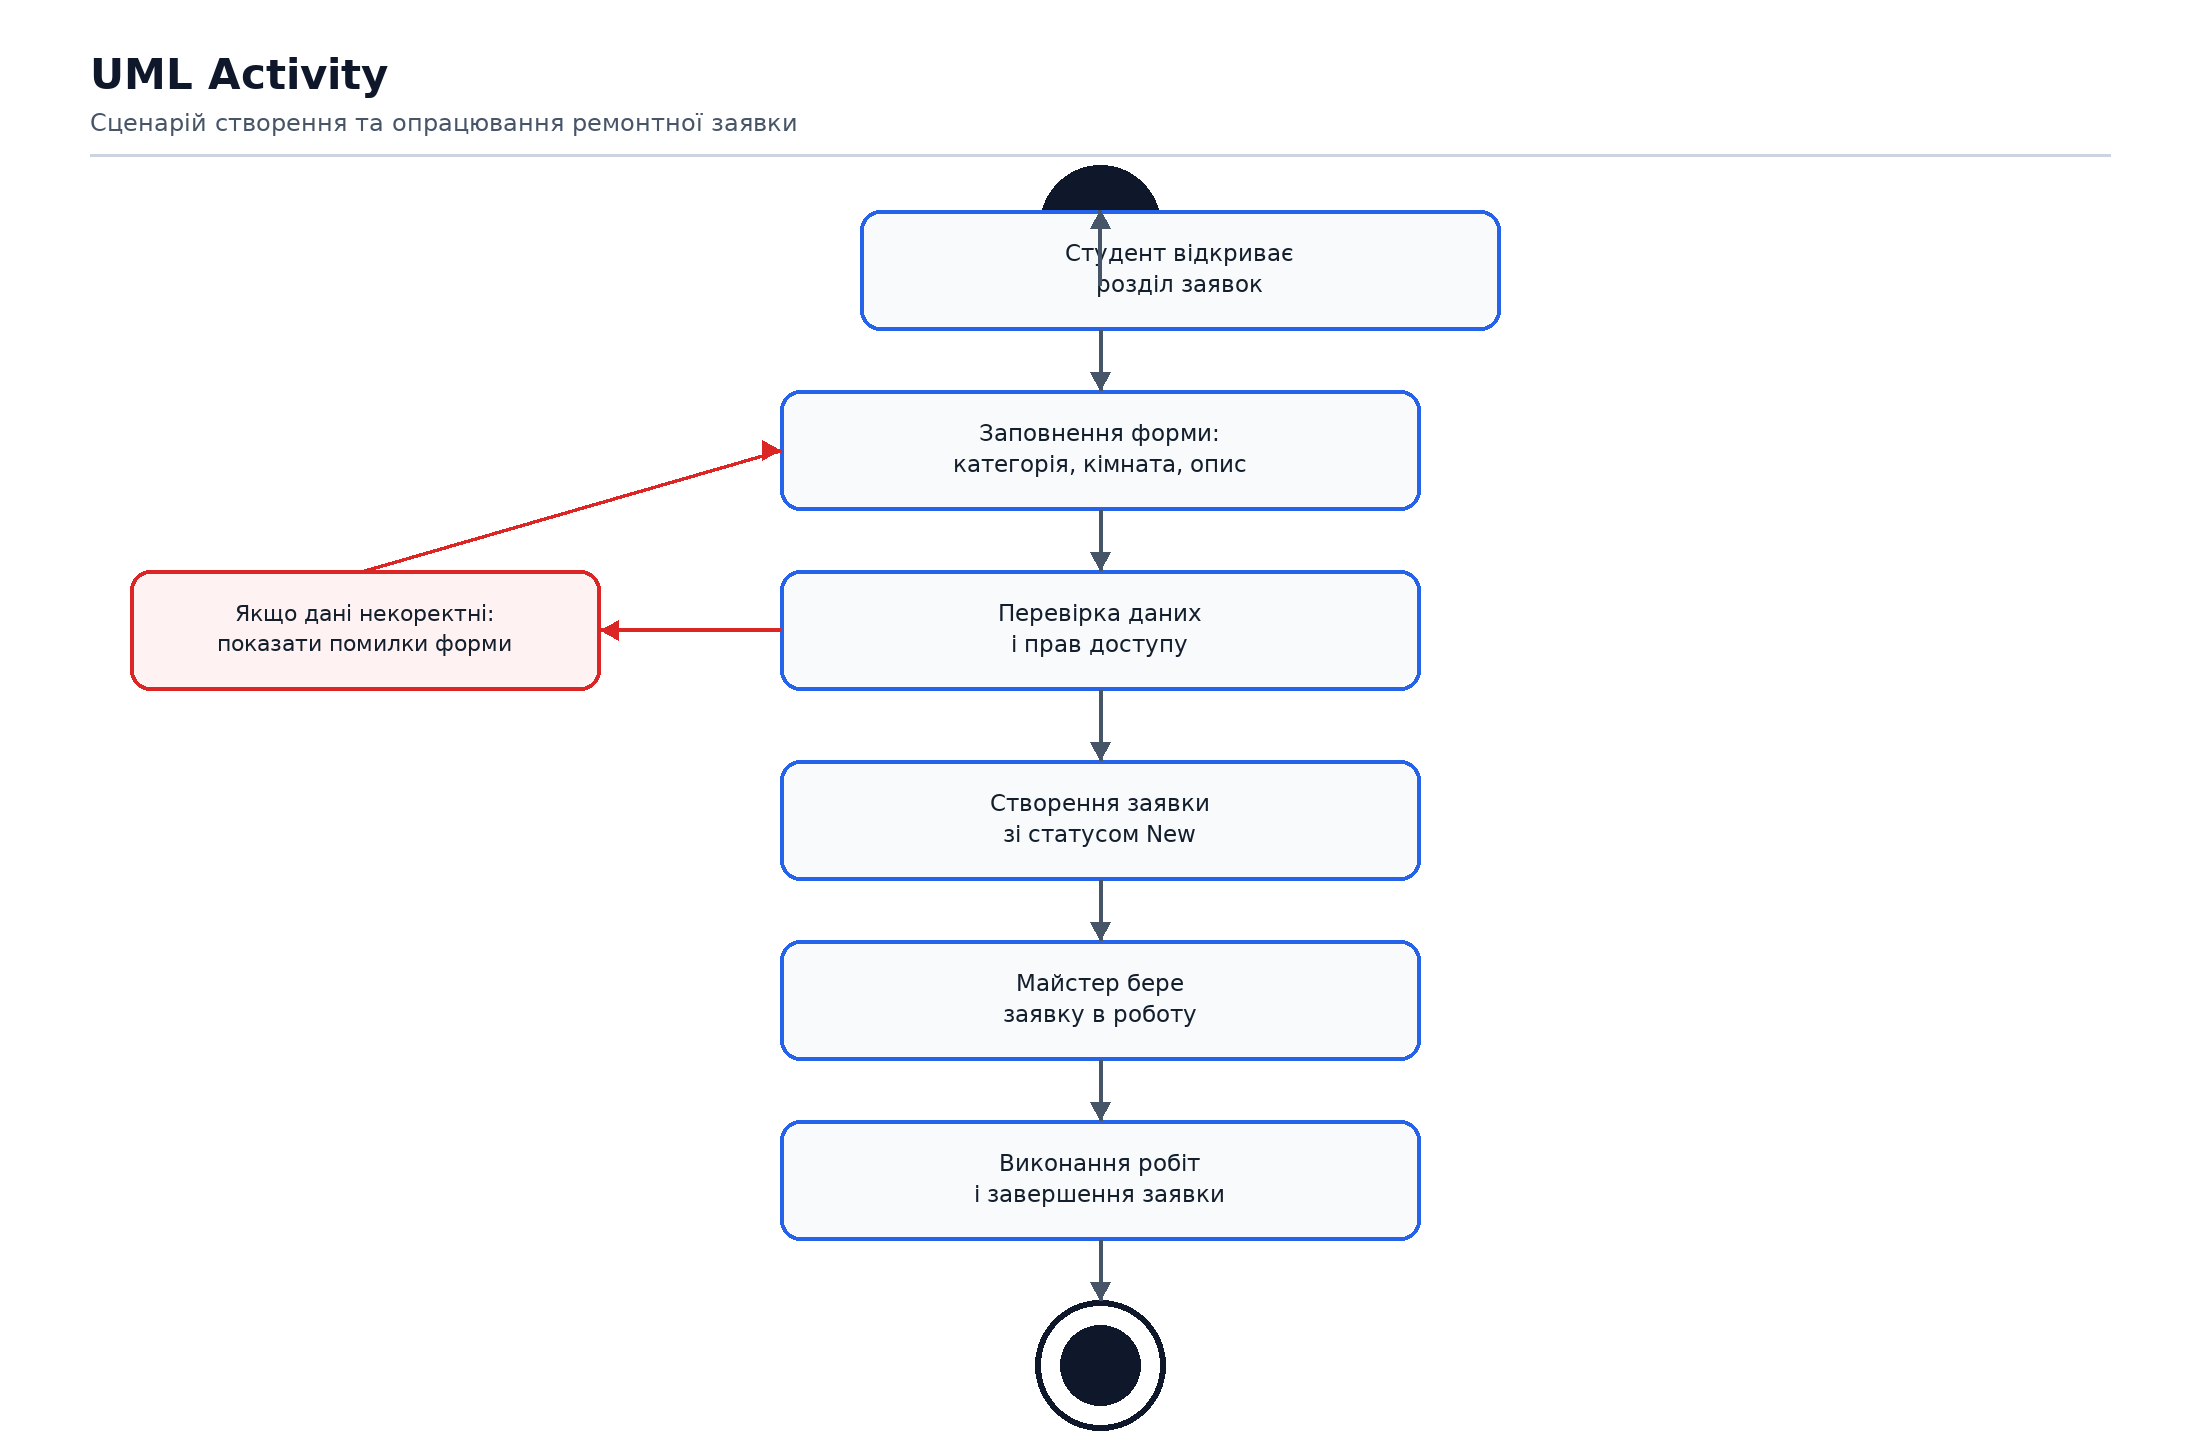 UML Activity
Сценарій створення та опрацювання ремонтної заявки
Студент відкриває
розділ заявок
Заповнення форми:
категорія, кімната, опис
Якщо дані некоректні:
показати помилки форми
Перевірка даних
і прав доступу
Створення заявки
зі статусом New
Майстер бере
заявку в роботу
Виконання робіт
і завершення заявки